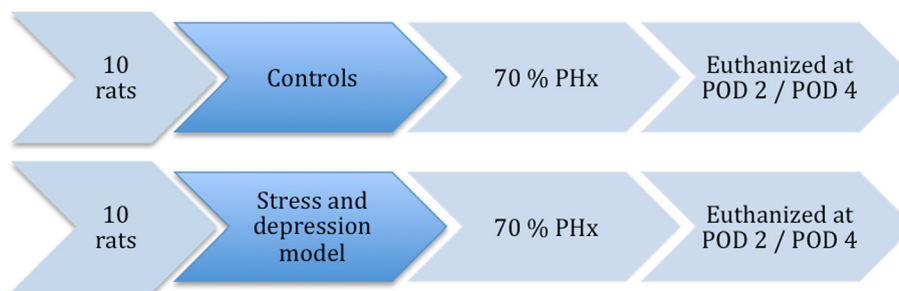 10
rats
Controls
70 % PHx
Euthanized at
POD 2 / POD 4
10
rats
Stress and
depression
model
70 % PHx
Euthanized at
POD 2 / POD 4